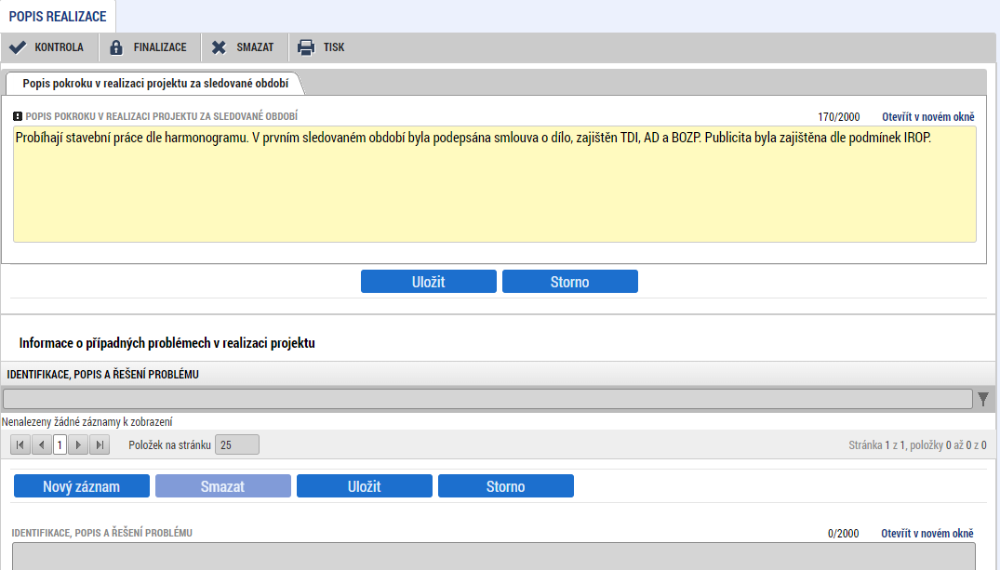 POPIS REALIZACE
KONTROLA FINALIZACE SMAZAT TISK
Popis pokroku v realizaci projektu za sledované období
POPIS POKROKU V REALIZACI PROJEKTU ZA SLEDOVANÉ OBDOBÍ 170/2000 Otevřít v novém okně
Probíhají stavební práce dle harmonogramu. V prvním sledovaném období byla podepsána smlouva o dílo, zajištěn TDI, AD a BOZP. Publicita byla zajištěna dle podmínek IROP.
Uložit Storno
Informace o případných problémech v realizaci projektu
IDENTIFIKACE, POPIS A ŘEŠENÍ PROBLÉMU
Nenalezeny žádné záznamy k zobrazení
1 Položek na stránku 25 Stránka 1 z 1, položky 0 až 0 z 0
Nový záznam Smazat Uložit Storno
IDENTIFIKACE, POPIS A ŘEŠENÍ PROBLÉMU 0/2000 Otevřít v novém okně